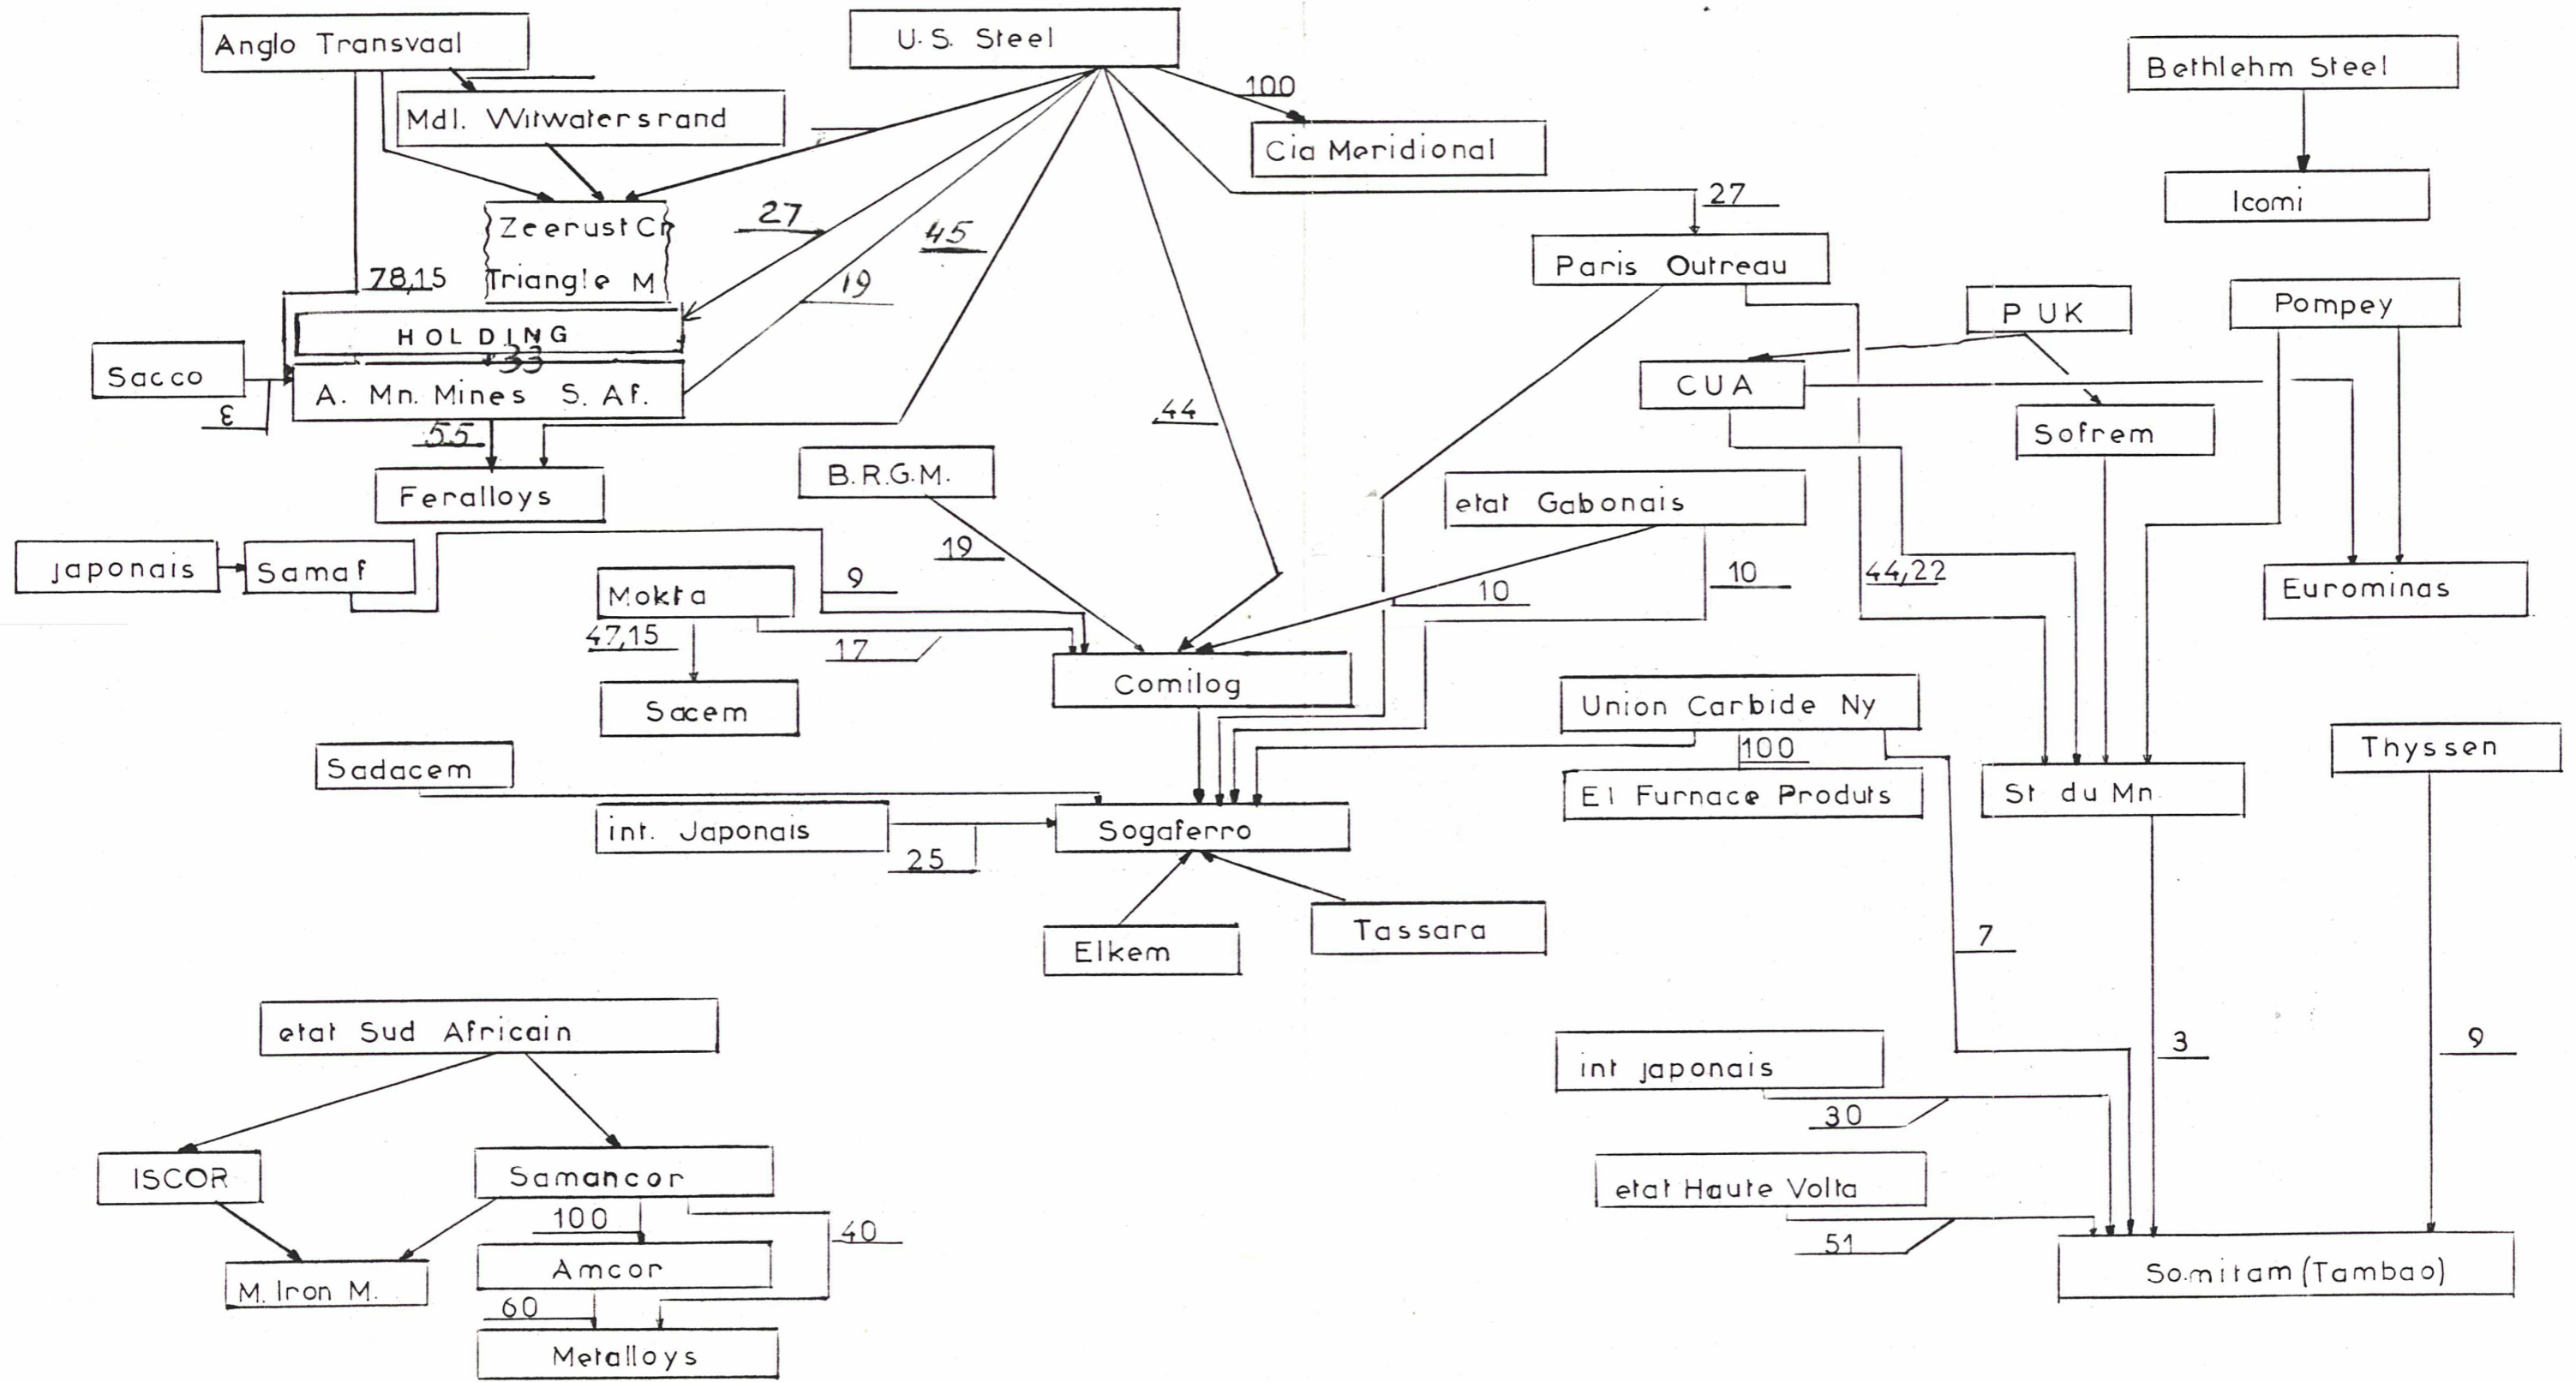 Anglo Transvaal
U.S. Steel
Bethlehm Steel
100
Mdl. Witwatersrand
Cia Meridional
Icomi
27
Zeerust Cr
27
45
Paris Outreau
Triangle M
78,15
19
P UK
Pompey
HOLDING
33
Sacco
A. Mn. Mines S. Af.
CUA
3
55
44
Sofrem
Feralloys
B.R.G.M.
etat Gabonais
japonais
Samaf
19
9
10
10
44,22
Eurominas
Mokta
47,15
17
Comilog
Sacem
Union Carbide Ny
100
Thyssen
Sadacem
El Furnace Produts
St du Mn
int. Japonais
25
Sogaferro
Elkem
Tassara
7
etat Sud Africain
3
9
int japonais
30
ISCOR
Samancor
etat Haute Volta
100
40
51
M. Iron M.
Amcor
Somitam (Tambao)
60
Metalloys